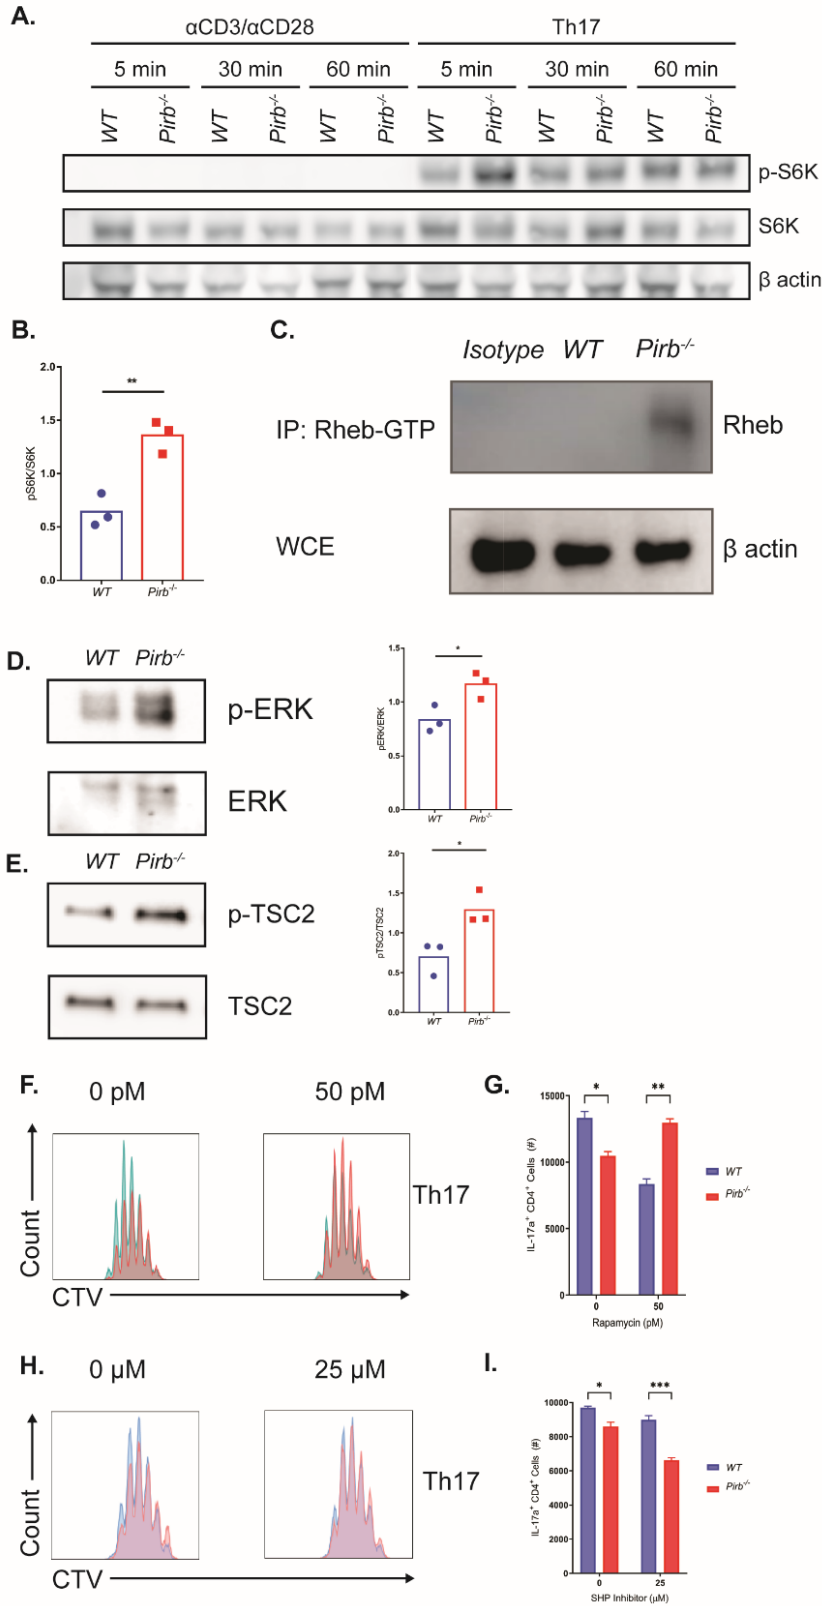 A.
αCD3/αCD28 Th17
5 min 30 min 60 min 5 min 30 min 60 min
WT Pirb-/- WT Pirb-/- WT Pirb-/- WT Pirb-/- WT Pirb-/- WT Pirb-/-
p-S6K
S6K
β actin
B.
2.0
1.5
1.0
0.5
0.0
pS6K/S6K
**
WT Pirb-/-
C.
Isotype WT Pirb-/-
IP: Rheb-GTP Rheb
WCE β actin
D.
WT Pirb-/-
p-ERK
ERK
1.5
1.0
0.5
0.0
pERK/ERK
*
WT Pirb-/-
E.
WT Pirb-/-
p-TSC2
TSC2
2.0
1.5
1.0
0.5
0.0
pTSC2/TSC2
*
WT Pirb-/-
F.
0 pM 50 pM
Count
Th17
CTV
G.
15000
10000
5000
0
IL-17a+ CD4+ Cells (#)
* **
0 50
Rapamycin (pM)
WT
Pirb-/-
H.
0 µM 25 µM
Count
Th17
CTV
I.
10000
8000
6000
4000
2000
0
IL-17a+ CD4+ Cells (#)
* ***
0 25
SHP Inhibitor (µM)
WT
Pirb-/-